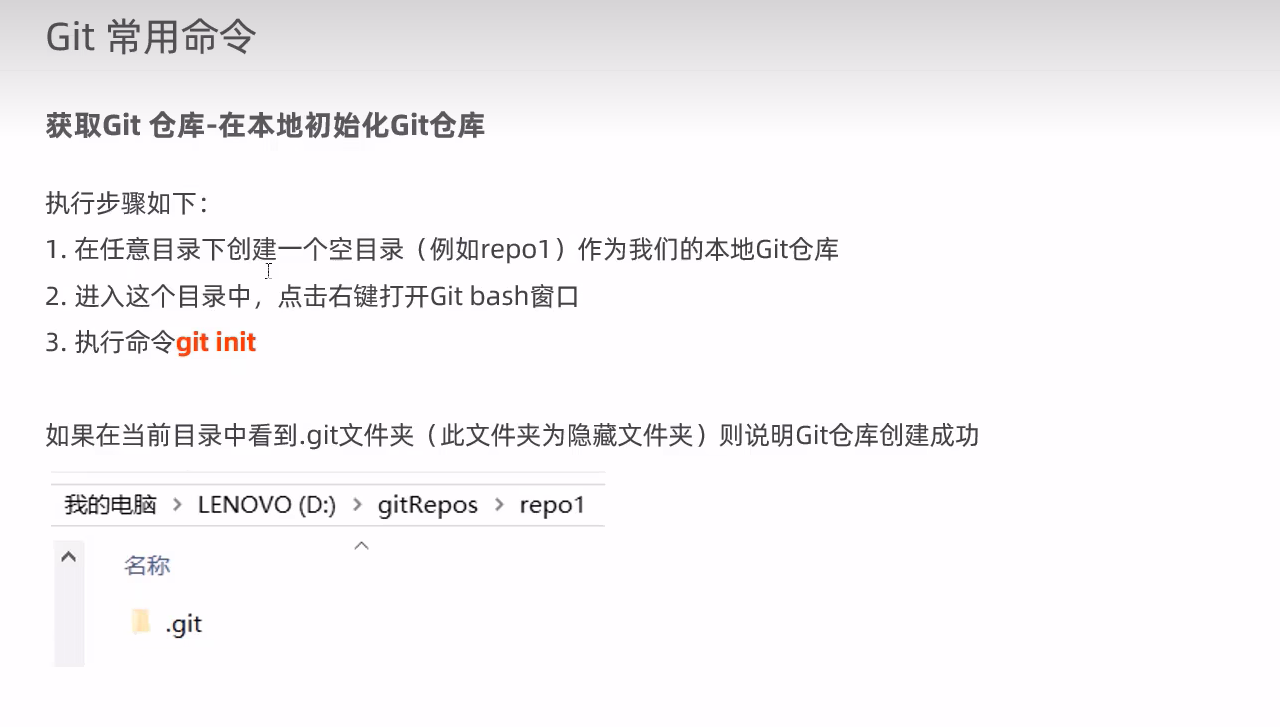 Git 常用命令
获取Git 仓库-在本地初始化Git仓库
执行步骤如下：
1. 在任意目录下创建一个空目录（例如repo1）作为我们的本地Git仓库
2. 进入这个目录中，点击右键打开Git bash窗口
3. 执行命令git init
如果在当前目录中看到.git文件夹（此文件夹为隐藏文件夹）则说明Git仓库创建成功
我的电脑 > LENOVO (D:) > gitRepos > repo1
名称
.git